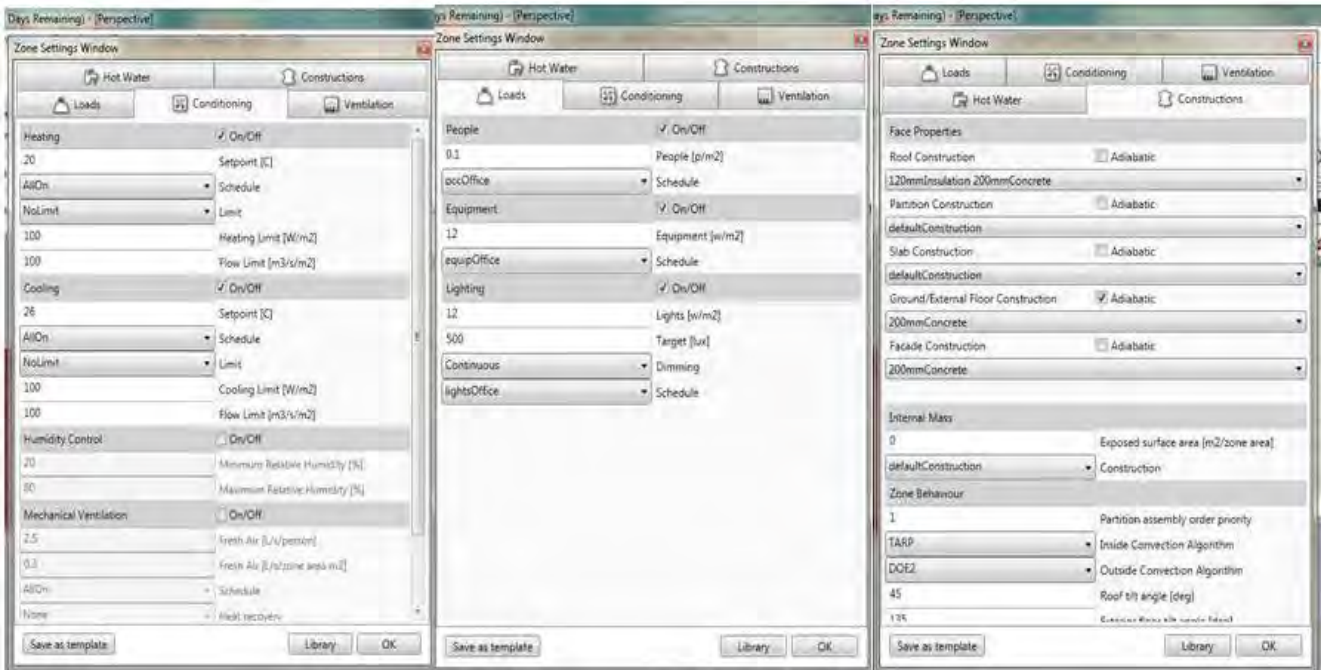 Days Remaining) - [Perspective]
Zone Settings Window
Hot Water
Constructions
Loads
Conditioning
Ventilation
Heating
On/Off
20
Setpoint [C]
AllOn
Schedule
NoLimit
Limit
100
Heating Limit [W/m2]
100
Flow Limit [m3/s/m2]
Cooling
On/Off
26
Setpoint [C]
AllOn
Schedule
NoLimit
Limit
100
Cooling Limit [W/m2]
100
Flow Limit [m3/s/m2]
Humidity Control
On/Off
20
Minimum Relative Humidity [%]
80
Maximum Relative Humidity [%]
Mechanical Ventilation
On/Off
2.5
Fresh Air [L/s/person]
0.3
Fresh Air [L/s/zone area m2]
AllOn
Schedule
None
Heat recovery
Save as template
Library
OK
ys Remaining) - [Perspective]
Zone Settings Window
Hot Water
Constructions
Loads
Conditioning
Ventilation
People
On/Off
0.1
People [p/m2]
occOffice
Schedule
Equipment
On/Off
12
Equipment [w/m2]
equipOffice
Schedule
Lighting
On/Off
12
Lights [w/m2]
500
Target [lux]
Continuous
Dimming
lightsOffice
Schedule
Save as template
Library
OK
ays Remaining) - [Perspective]
Zone Settings Window
Loads
Conditioning
Ventilation
Hot Water
Constructions
Face Properties
Roof Construction
Adiabatic
120mmInsulation 200mmConcrete
Partition Construction
Adiabatic
defaultConstruction
Slab Construction
Adiabatic
defaultConstruction
Ground/External Floor Construction
Adiabatic
200mmConcrete
Facade Construction
Adiabatic
200mmConcrete
Internal Mass
0
Exposed surface area [m2/zone area]
defaultConstruction
Construction
Zone Behavour
1
Partition assembly order priority
TARP
Inside Convection Algorithm
DOE2
Outside Convection Algorithm
45
Roof tilt angle [deg]
135
Exterior floor tilt angle [deg]
Save as template
Library
OK